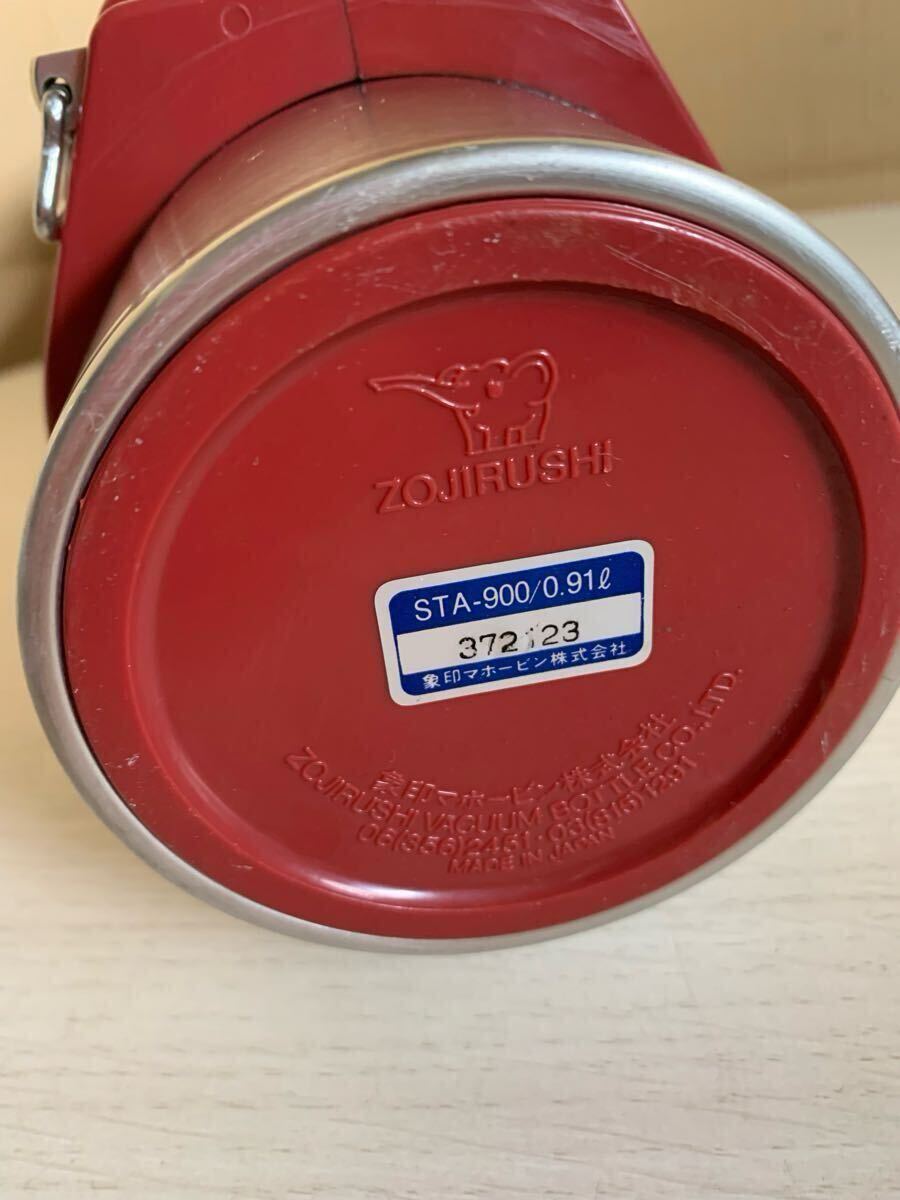 ZOJIRUSHI
STA-900/0.91ℓ
372123
象印マホービン株式会社
象印マホービン株式会社
ZOJIRUSHI VACUUM BOTTLE CO.,LTD.
06(356)2451, 03(815)1291
MADE IN JAPAN